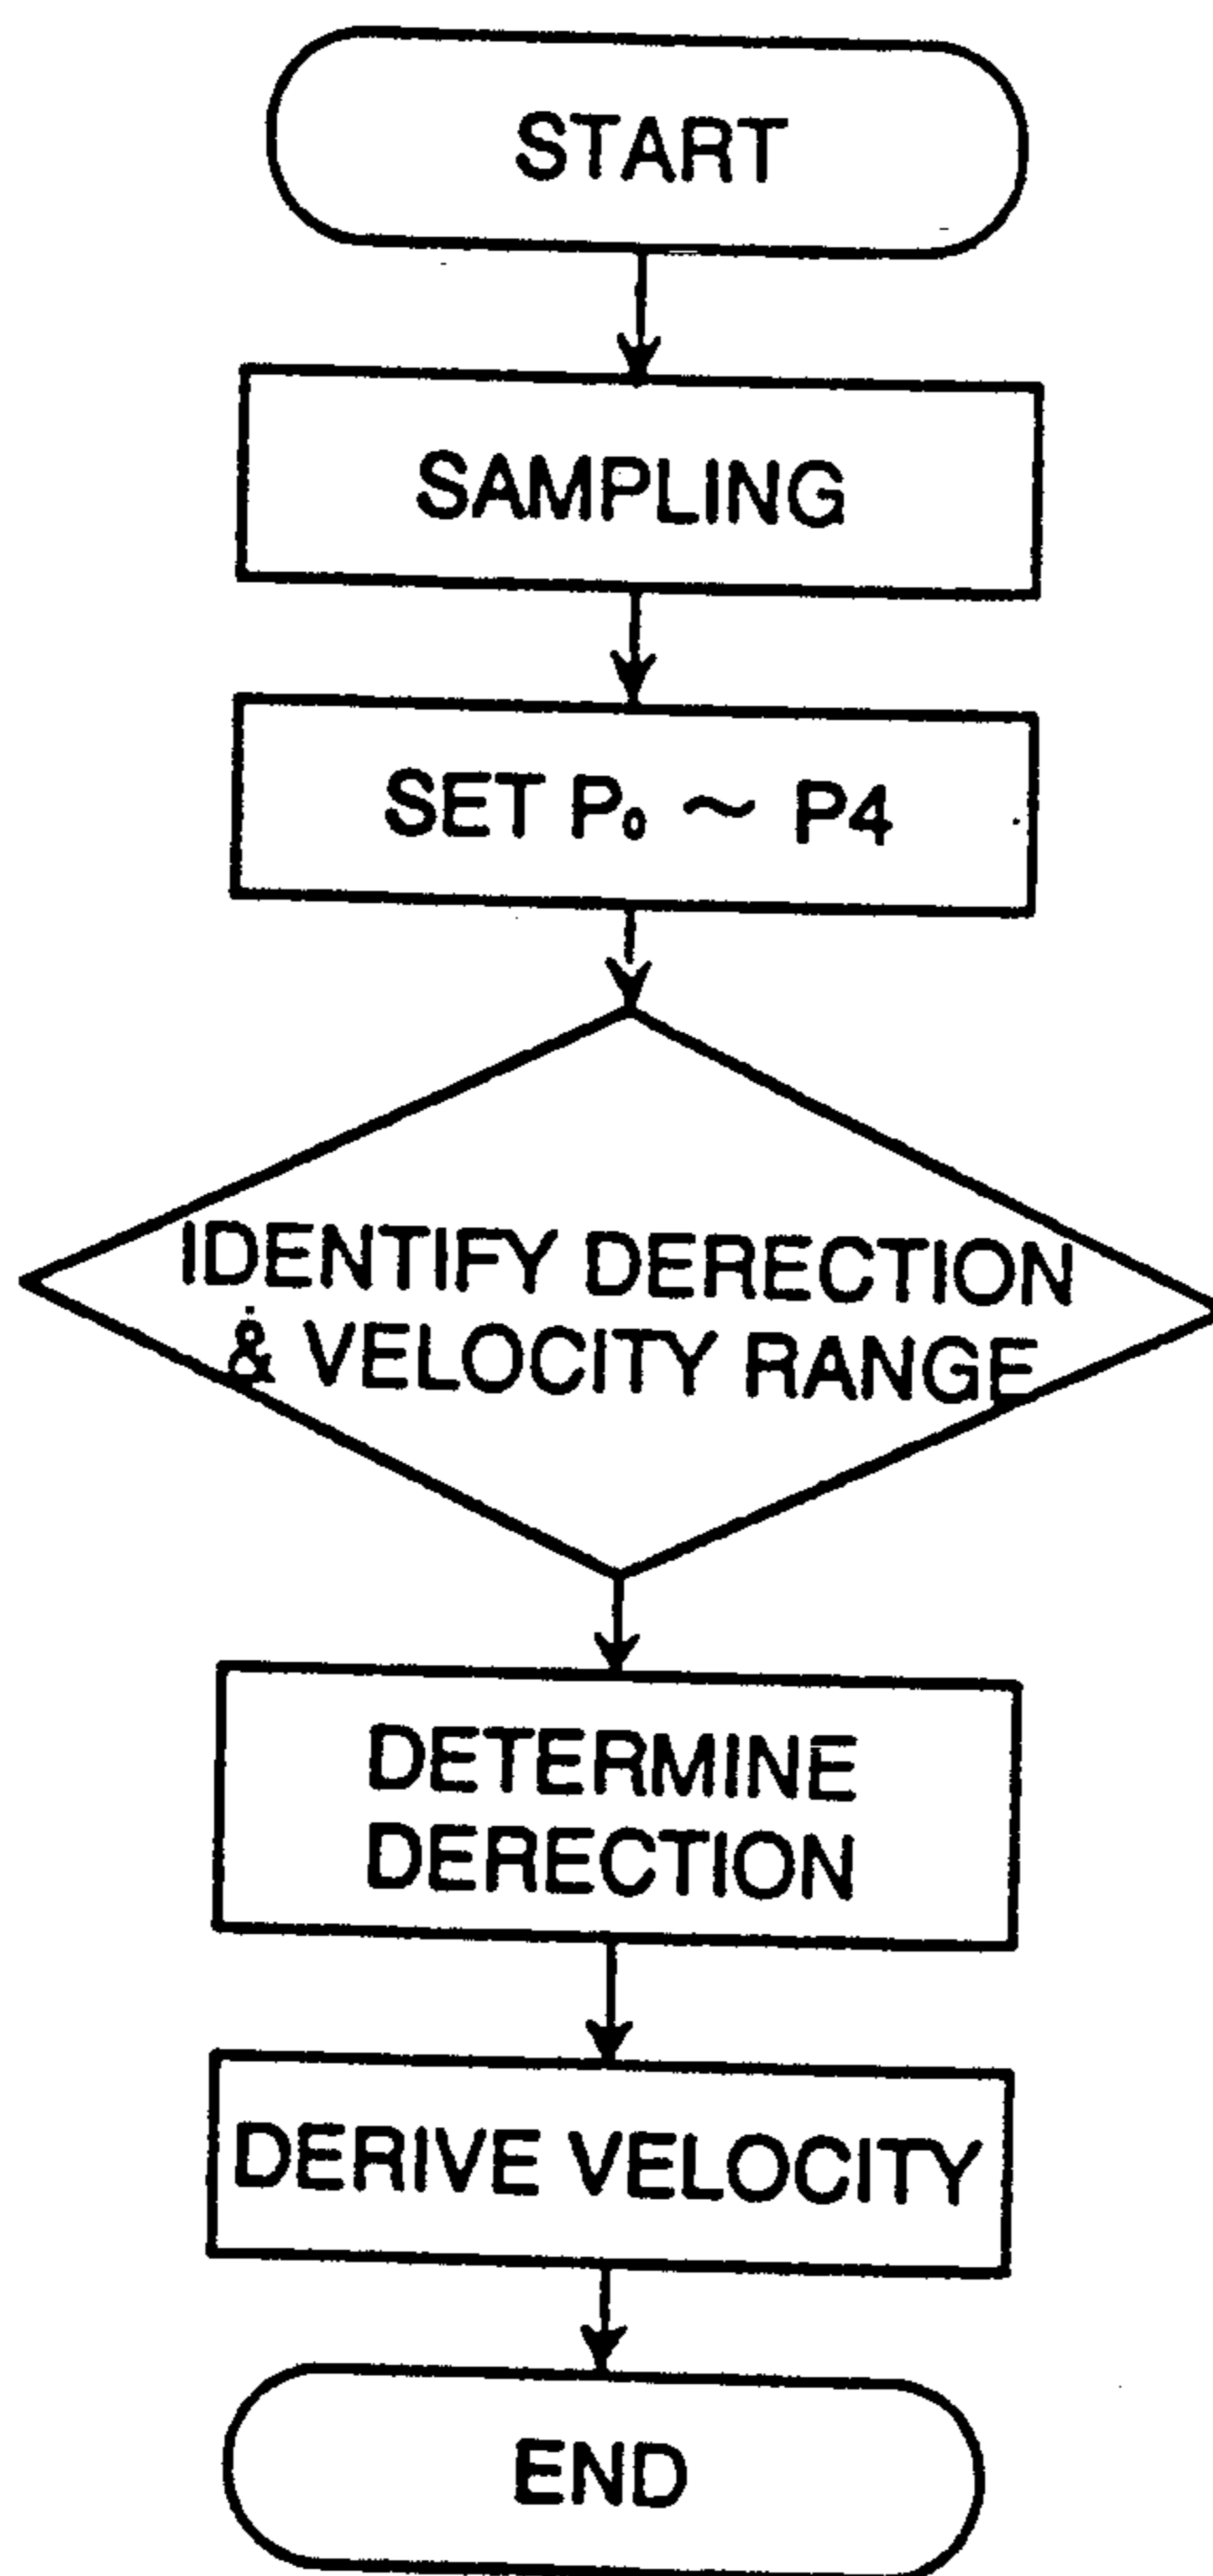 START
SAMPLING
SET P₀ ~ P4
IDENTIFY DERECTION
& VELOCITY RANGE
DETERMINE
DERECTION
DERIVE VELOCITY
END